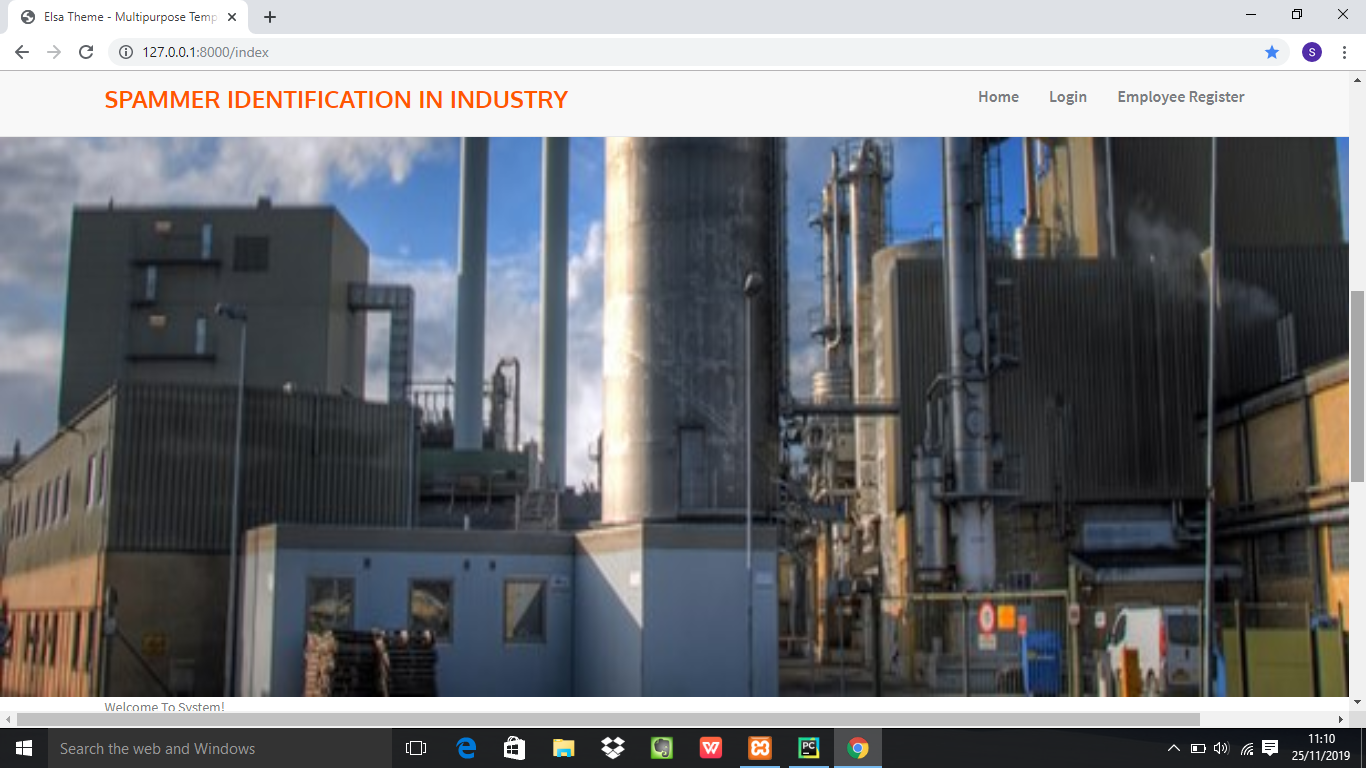 Elsa Theme - Multipurpose Temp
127.0.0.1:8000/index
S
SPAMMER IDENTIFICATION IN INDUSTRY
Home
Login
Employee Register
Welcome To System!
Search the web and Windows
W
PC
11:10
25/11/2019